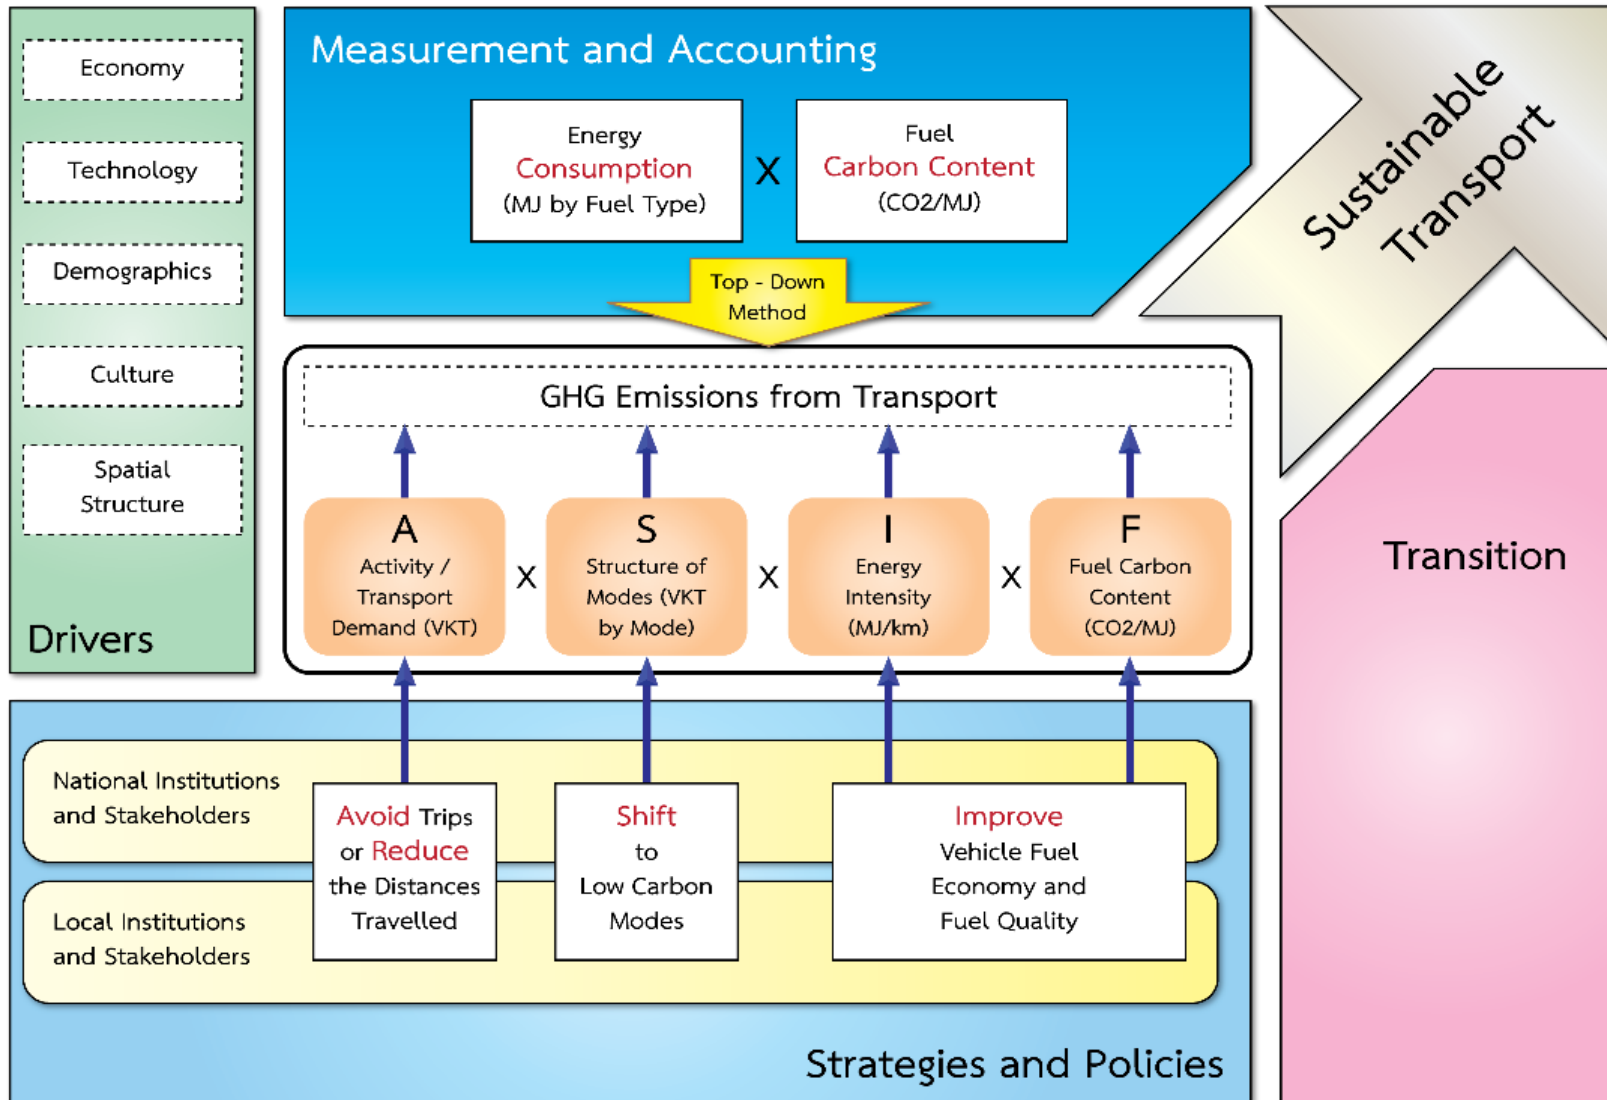 Economy
Technology
Demographics
Culture
Spatial
Structure
Drivers
Measurement and Accounting
Energy
Consumption
(MJ by Fuel Type)
X
Fuel
Carbon Content
(CO2/MJ)
Top - Down
Method
GHG Emissions from Transport
A
Activity /
Transport
Demand (VKT)
X
S
Structure of
Modes (VKT
by Mode)
X
I
Energy
Intensity
(MJ/km)
X
F
Fuel Carbon
Content
(CO2/MJ)
Sustainable
Transport
Transition
National Institutions
and Stakeholders
Local Institutions
and Stakeholders
Avoid Trips
or Reduce
the Distances
Travelled
Shift
to
Low Carbon
Modes
Improve
Vehicle Fuel
Economy and
Fuel Quality
Strategies and Policies